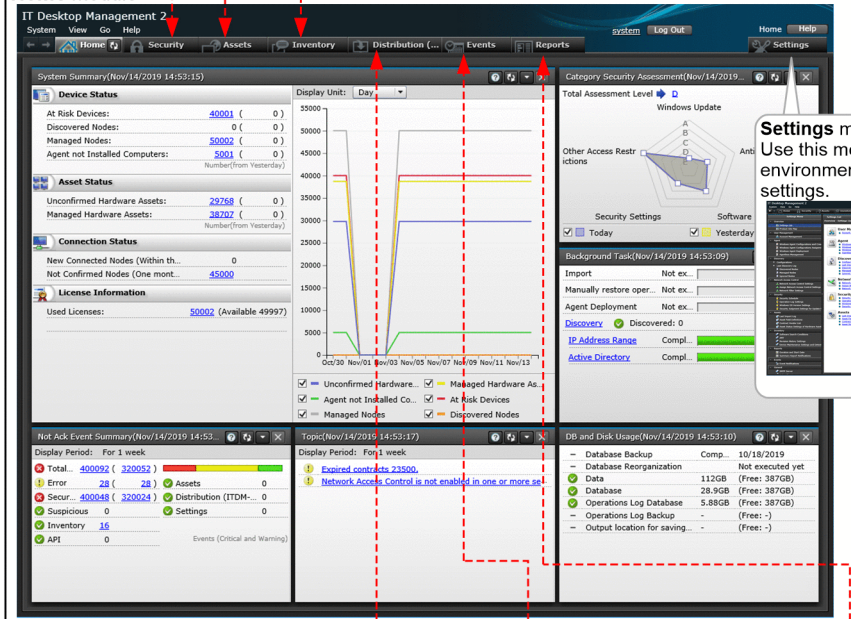 IT Desktop Management 2
System View Go Help
system Log Out
Home Help
Home Security Assets Inventory Distribution (... Events Reports Settings
System Summary(Nov/14/2019 14:53:15)
Device Status
At Risk Devices: 40001 ( 0 )
Discovered Nodes: 0 ( 0 )
Managed Nodes: 50002 ( 0 )
Agent not Installed Computers: 5001 ( 0 )
Number(from Yesterday)
Asset Status
Unconfirmed Hardware Assets: 29768 ( 0 )
Managed Hardware Assets: 38707 ( 0 )
Number(from Yesterday)
Connection Status
New Connected Nodes (Within th... 0
Not Confirmed Nodes (One mont... 45000
License Information
Used Licenses: 50002 (Available 49997)
Display Unit: Day
55000
50000
45000
40000
35000
30000
25000
20000
15000
10000
5000
0
Oct/30 Nov/01 Nov/03 Nov/05 Nov/07 Nov/09 Nov/11 Nov/13
Unconfirmed Hardware... Managed Hardware As...
Agent not Installed Co... At Risk Devices
Managed Nodes Discovered Nodes
Category Security Assessment(Nov/14/2019...
Total Assessment Level D
Windows Update
A
B
C
D
Other Access Restr
ictions
Anti
Security Settings Software
Today Yesterday
Settings m
Use this me
environmen
settings.
Background Task(Nov/14/2019 14:53:09)
Import Not ex...
Manually restore oper... Not ex...
Agent Deployment Not ex...
Discovery Discovered: 0
IP Address Range Compl...
Active Directory Compl...
Not Ack Event Summary(Nov/14/2019 14:53...
Display Period: For 1 week
Total... 400092 ( 320052 )
Error 28 ( 28 ) Assets 0
Secur... 400048 ( 320024 ) Distribution (ITDM-... 0
Suspicious 0 Settings 0
Inventory 16
API 0
Events (Critical and Warning)
Topic(Nov/14/2019 14:53:17)
Display Period: For 1 week
Expired contracts 23500.
Network Access Control is not enabled in one or more se...
DB and Disk Usage(Nov/14/2019 14:53:10)
– Database Backup Comp... 10/18/2019
– Database Reorganization Not executed yet
Data 112GB (Free: 387GB)
Database 28.9GB (Free: 387GB)
Operations Log Database 5.88GB (Free: 387GB)
– Operations Log Backup - (Free: -)
– Output location for saving... - (Free: -)